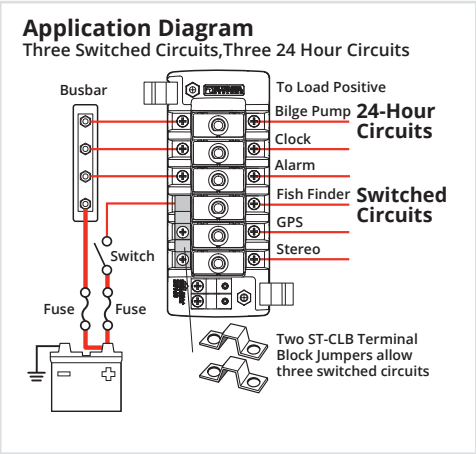 Application Diagram
Three Switched Circuits,Three 24 Hour Circuits
Busbar
To Load Positive
Bilge Pump
24-Hour
Circuits
Clock
Alarm
Fish Finder
Switched
Circuits
GPS
Stereo
Switch
Fuse
Fuse
Two ST-CLB Terminal
Block Jumpers allow
three switched circuits